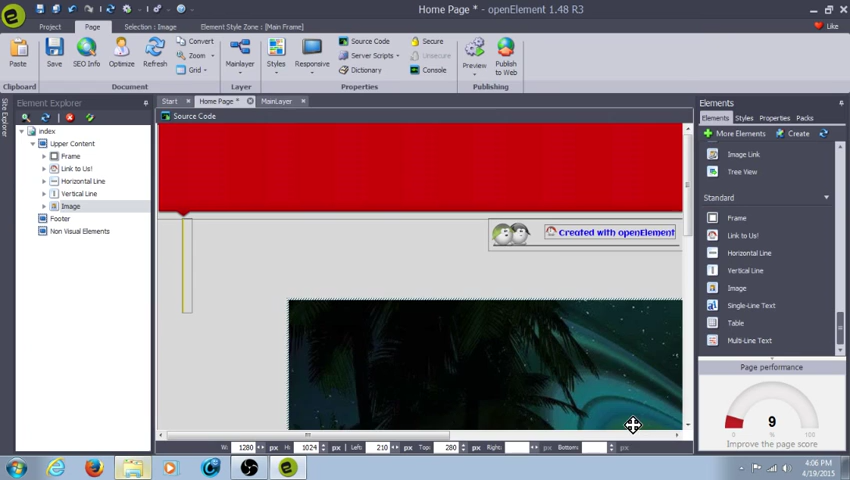 Home Page * - openElement 1.48 R3
Project
Page
Selection : Image
Element Style Zone : [Main Frame]
Like
Paste
Save
SEO Info
Optimize
Refresh
Convert
Zoom
Grid
Mainlayer
Styles
Responsive
Source Code
Server Scripts
Dictionary
Secure
Unsecure
Console
Preview
Publish to Web
Clipboard
Document
Layer
Properties
Publishing
Site Explorer
Element Explorer
index
Upper Content
Frame
Link to Us!
Horizontal Line
Vertical Line
Image
Footer
Non Visual Elements
Start
Home Page *
MainLayer
Source Code
Created with openElement
W: 1280 px H: 1024 px Left: 210 px Top: 280 px Right: px Bottom: px
Elements
Elements Styles Properties Packs
More Elements Create
Image Link
Tree View
Standard
Frame
Link to Us!
Horizontal Line
Vertical Line
Image
Single-Line Text
Table
Multi-Line Text
Page performance
9
0 % 100
Improve the page score
4:06 PM
4/19/2015